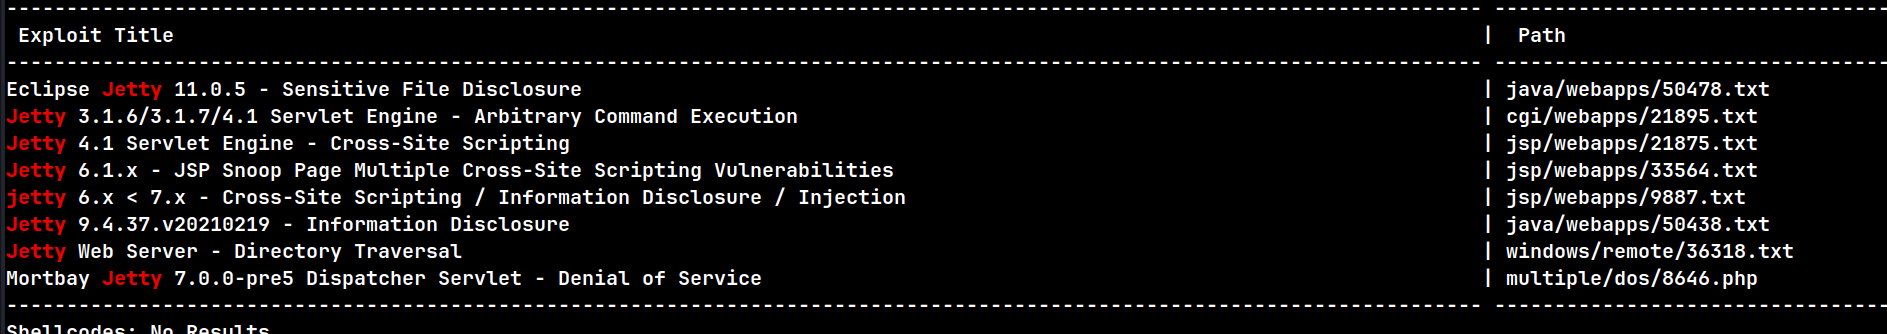 Exploit Title | Path
Eclipse Jetty 11.0.5 - Sensitive File Disclosure | java/webapps/50478.txt
Jetty 3.1.6/3.1.7/4.1 Servlet Engine - Arbitrary Command Execution | cgi/webapps/21895.txt
Jetty 4.1 Servlet Engine - Cross-Site Scripting | jsp/webapps/21875.txt
Jetty 6.1.x - JSP Snoop Page Multiple Cross-Site Scripting Vulnerabilities | jsp/webapps/33564.txt
jetty 6.x < 7.x - Cross-Site Scripting / Information Disclosure / Injection | jsp/webapps/9887.txt
Jetty 9.4.37.v20210219 - Information Disclosure | java/webapps/50438.txt
Jetty Web Server - Directory Traversal | windows/remote/36318.txt
Mortbay Jetty 7.0.0-pre5 Dispatcher Servlet - Denial of Service | multiple/dos/8646.php
Shellcodes: No Results